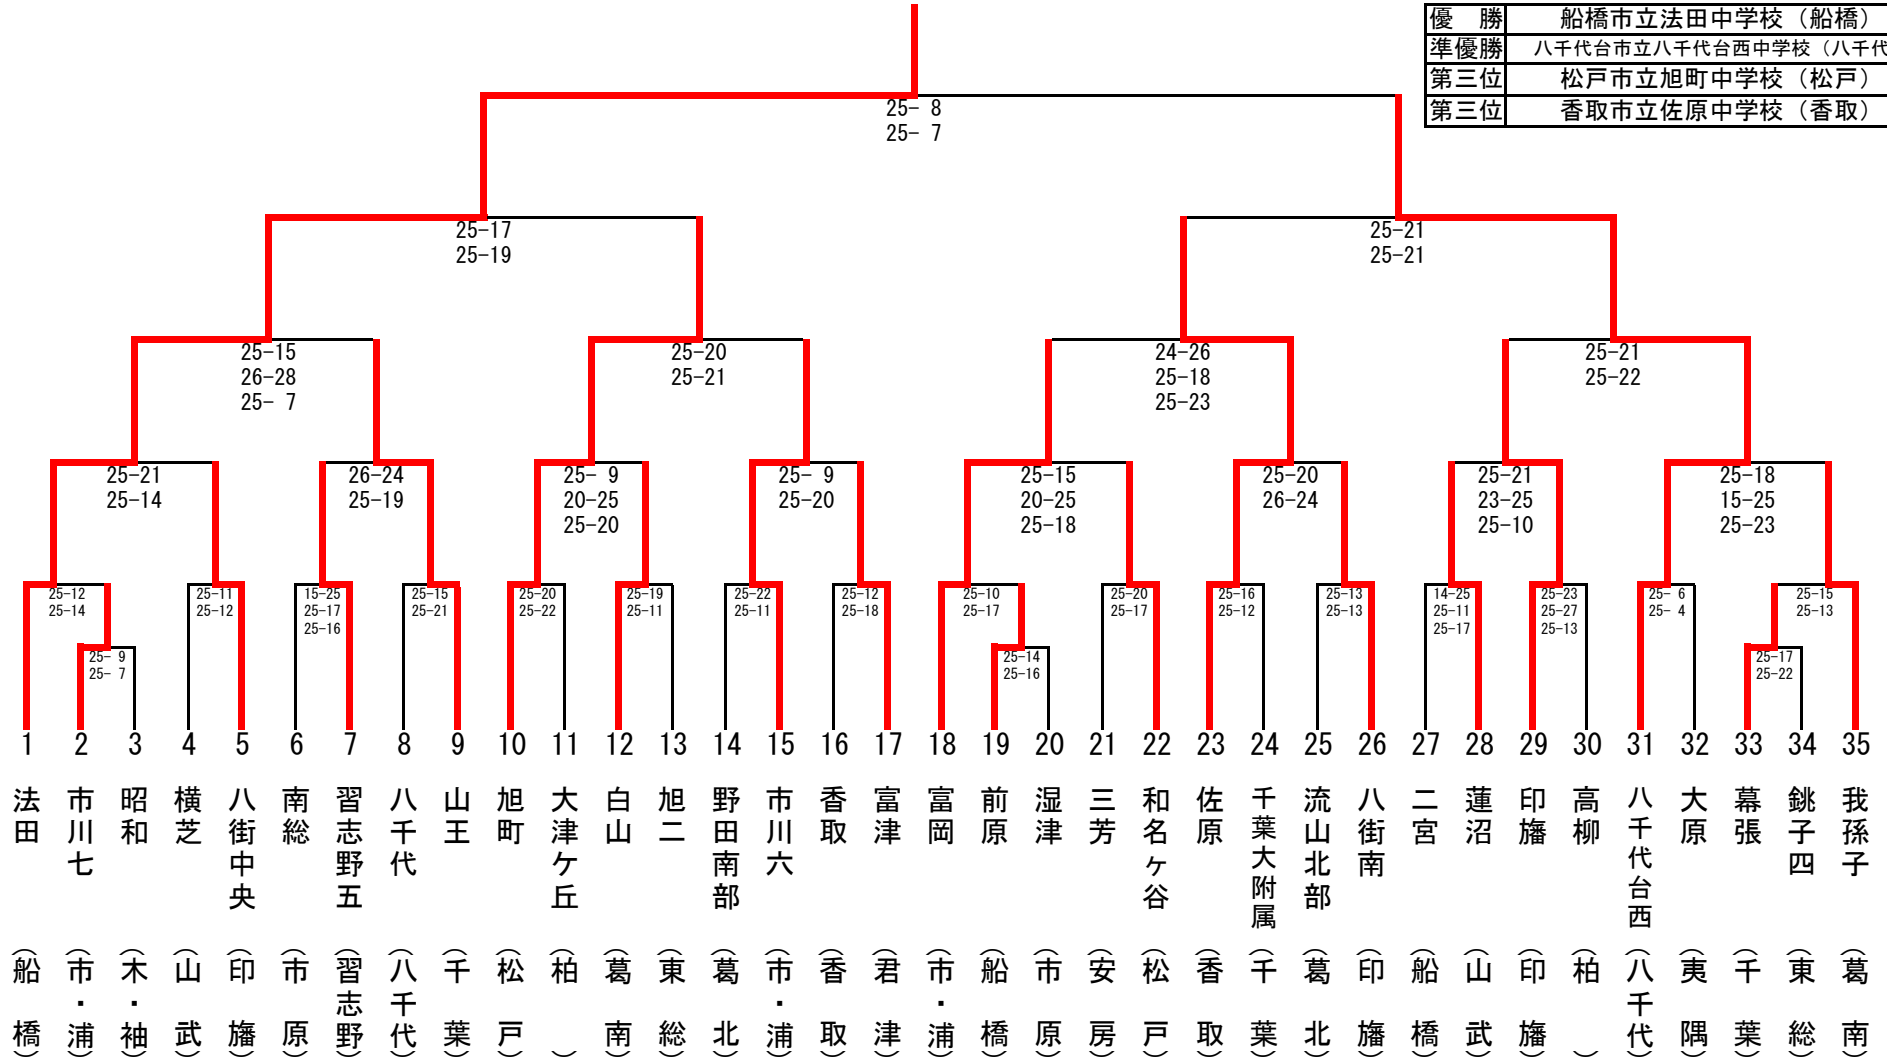 優　勝 船橋市立法田中学校（船橋）
準優勝 八千代台市立八千代台西中学校（八千代
第三位 松戸市立旭町中学校（松戸）
第三位 香取市立佐原中学校（香取）
25- 8
25- 7
25-17
25-19
25-21
25-21
25-15
26-28
25- 7
25-20
25-21
24-26
25-18
25-23
25-21
25-22
25-21
25-14
26-24
25-19
25- 9
20-25
25-20
25- 9
25-20
25-15
20-25
25-18
25-20
26-24
25-21
23-25
25-10
25-18
15-25
25-23
25-12
25-14
25-11
25-12
15-25
25-17
25-16
25-15
25-21
25-20
25-22
25-19
25-11
25-22
25-11
25-12
25-18
25-10
25-17
25-20
25-17
25-16
25-12
25-13
25-13
14-25
25-11
25-17
25-23
25-27
25-13
25- 6
25- 4
25-15
25-13
25- 9
25- 7
25-14
25-16
25-17
25-22
1 法田（船橋）
2 市川七（市・浦）
3 昭和（木・袖）
4 横芝（山武）
5 八街中央（印旛）
6 南総（市原）
7 習志野五（習志野）
8 八千代（八千代）
9 山王（千葉）
10 旭町（松戸）
11 大津ケ丘（柏）
12 白山（葛南）
13 旭二（東総）
14 野田南部（葛北）
15 市川六（市・浦）
16 香取（香取）
17 富津（君津）
18 富岡（市・浦）
19 前原（船橋）
20 湿津（市原）
21 三芳（安房）
22 和名ヶ谷（松戸）
23 佐原（香取）
24 千葉大附属（千葉）
25 流山北部（葛北）
26 八街南（印旛）
27 二宮（船橋）
28 蓮沼（山武）
29 印旛（印旛）
30 高柳（柏）
31 八千代台西（八千代）
32 大原（夷隅）
33 幕張（千葉）
34 銚子四（東総）
35 我孫子（葛南）